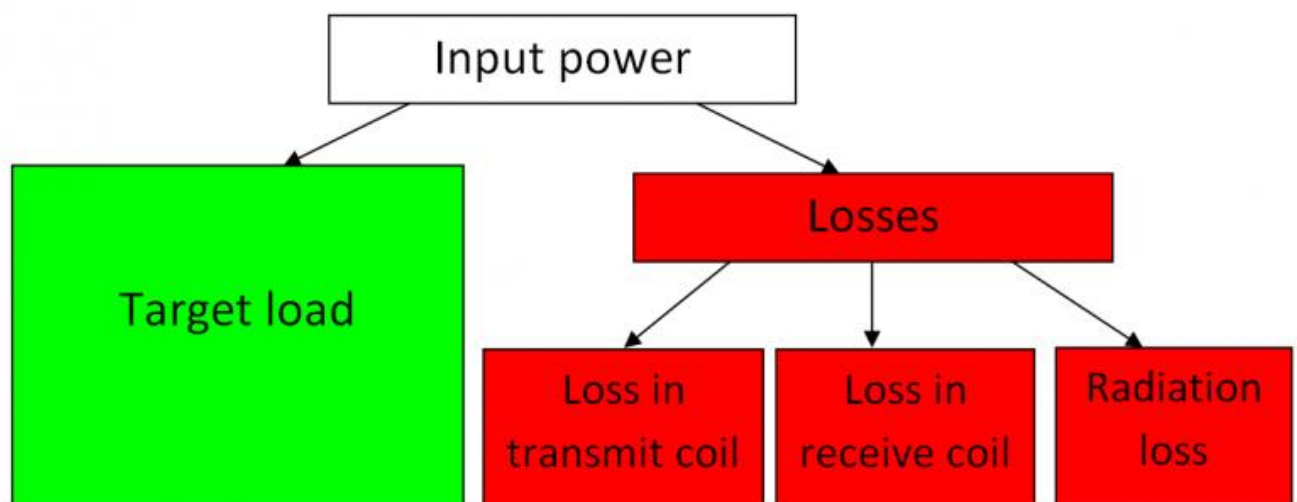 Input power
Target load
Losses
Loss in
transmit coil
Loss in
receive coil
Radiation
loss